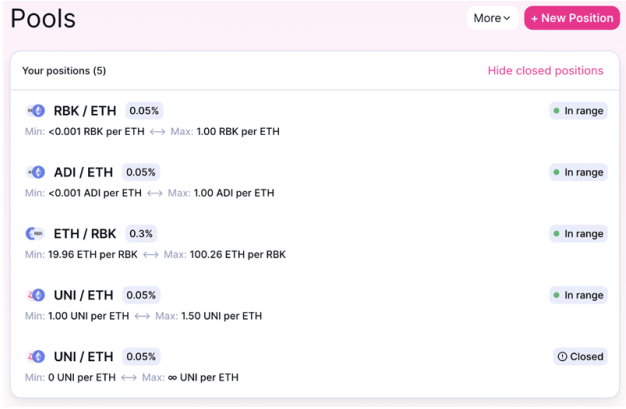 Pools
More
+ New Position
Your positions (5)
Hide closed positions
RBK / ETH 0.05% In range
Min: <0.001 RBK per ETH ⟷ Max: 1.00 RBK per ETH
ADI / ETH 0.05% In range
Min: <0.001 ADI per ETH ⟷ Max: 1.00 ADI per ETH
ETH / RBK 0.3% In range
Min: 19.96 ETH per RBK ⟷ Max: 100.26 ETH per RBK
UNI / ETH 0.05% In range
Min: 1.00 UNI per ETH ⟷ Max: 1.50 UNI per ETH
UNI / ETH 0.05% Closed
Min: 0 UNI per ETH ⟷ Max: ∞ UNI per ETH